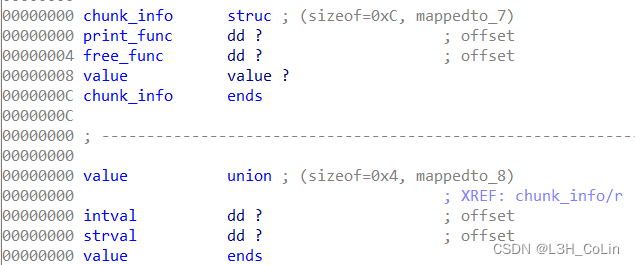 00000000 chunk_info      struc ; (sizeof=0xC, mappedto_7)
00000000 print_func      dd ?                    ; offset
00000004 free_func       dd ?                    ; offset
00000008 value           value ?
0000000C chunk_info      ends
0000000C
00000000 ; ---------------------------------------------------------------
00000000
00000000 value           union ; (sizeof=0x4, mappedto_8)
00000000                                         ; XREF: chunk_info/r
00000000 intval          dd ?                    ; offset
00000000 strval          dd ?                    ; offset
00000000 value           ends
CSDN @L3H_CoLin